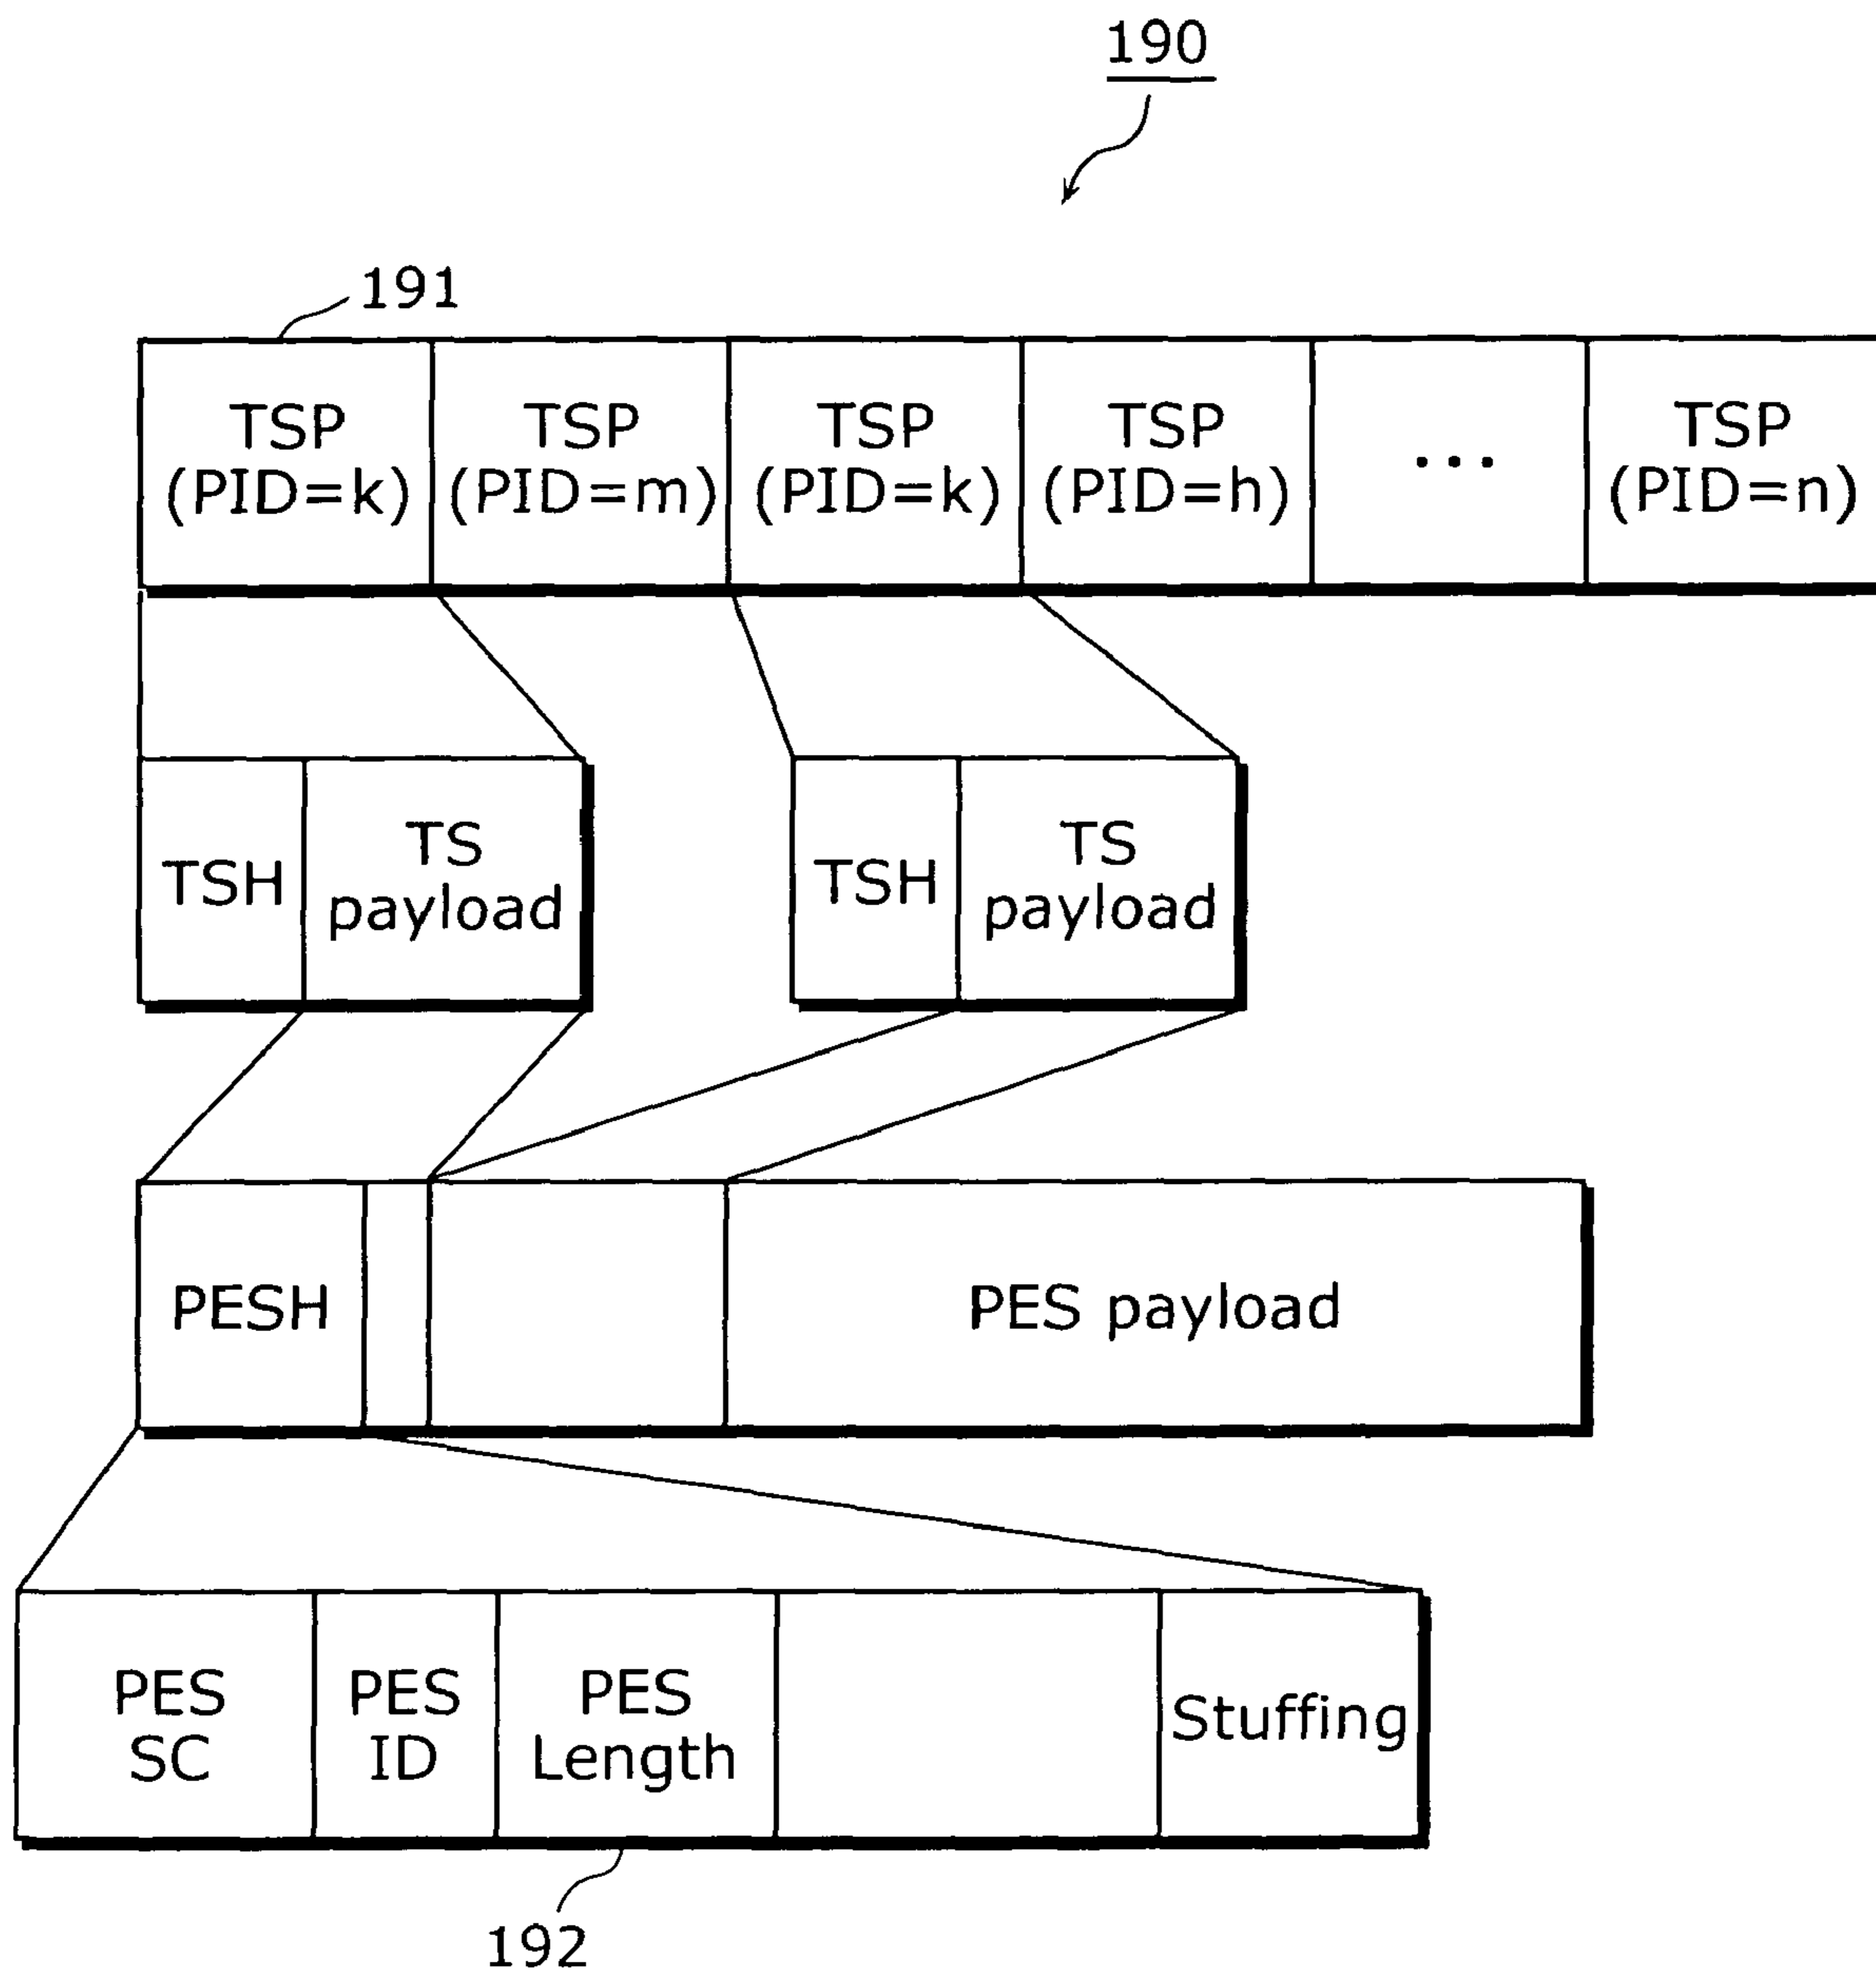 190
191
TSP
(PID=k)
TSP
(PID=m)
TSP
(PID=k)
TSP
(PID=h)
...
TSP
(PID=n)
TSH
TS
payload
TSH
TS
payload
PESH
PES payload
PES
SC
PES
ID
PES
Length
Stuffing
192